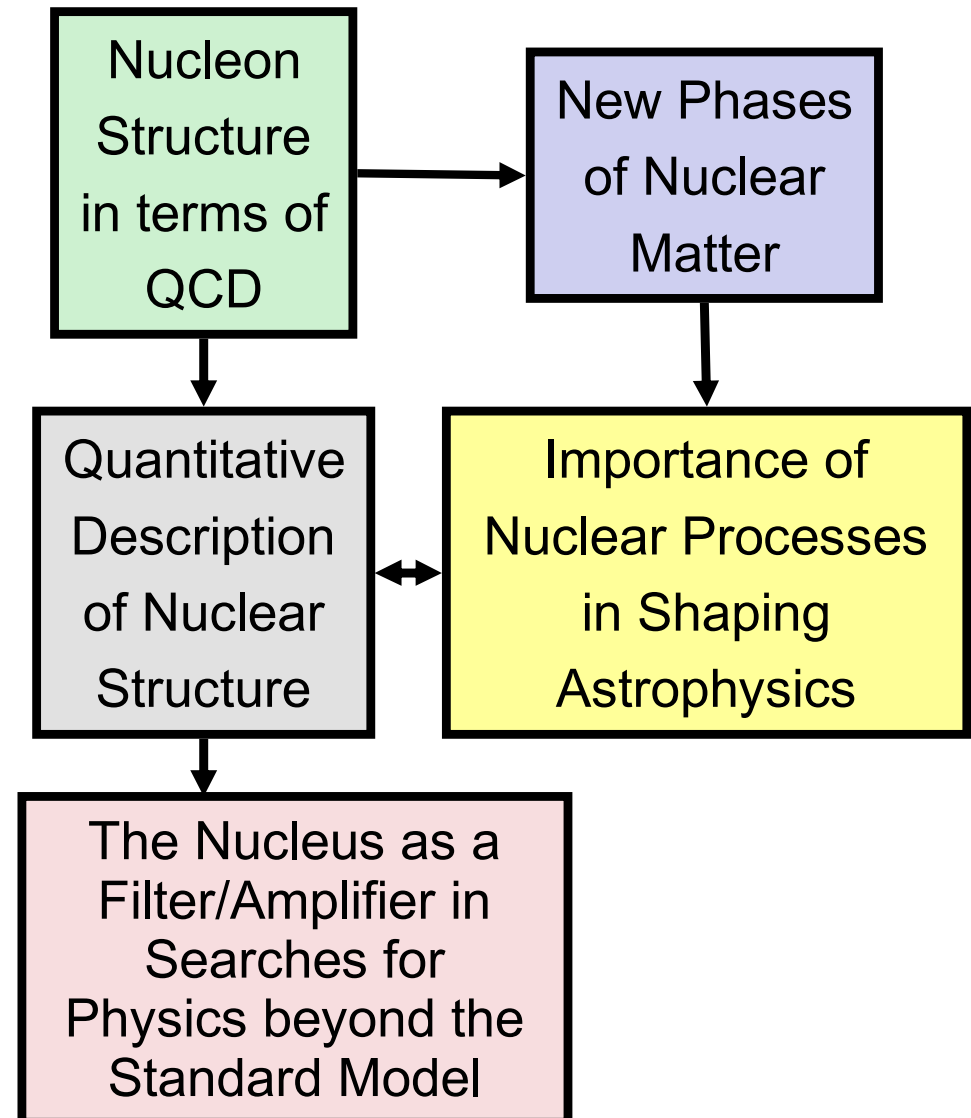 Nucleon
Structure
in terms of
QCD
New Phases
of Nuclear
Matter
Quantitative
Description
of Nuclear
Structure
Importance of
Nuclear Processes
in Shaping
Astrophysics
The Nucleus as a
Filter/Amplifier in
Searches for
Physics beyond the
Standard Model